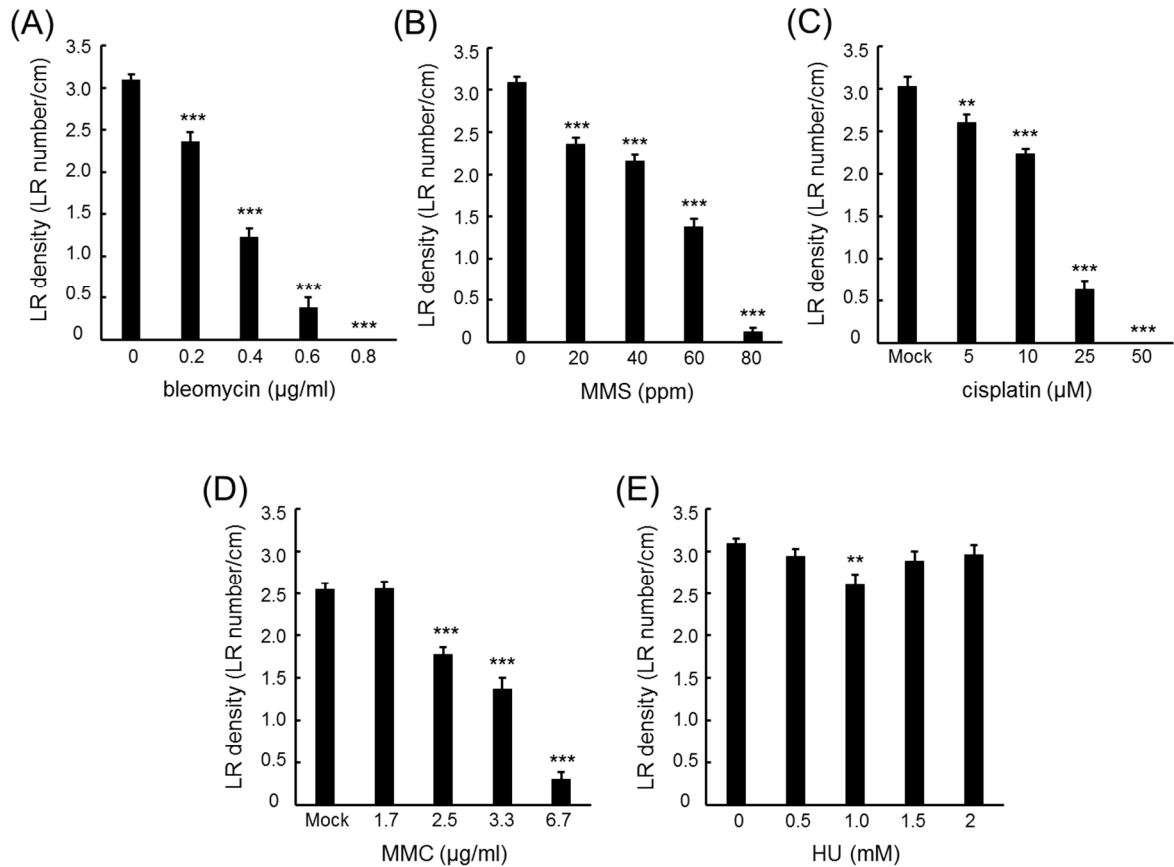 (A)
LR density (LR number/cm)
3.5
3.0
2.5
2.0
1.5
1.0
0.5
0
***
***
***
***
0 0.2 0.4 0.6 0.8
bleomycin (µg/ml)
(B)
LR density (LR number/cm)
3.5
3.0
2.5
2.0
1.5
1.0
0.5
0
***
***
***
***
0 20 40 60 80
MMS (ppm)
(C)
LR density (LR number/cm)
3.5
3.0
2.5
2.0
1.5
1.0
0.5
0
**
***
***
***
Mock 5 10 25 50
cisplatin (µM)
(D)
LR density (LR number/cm)
3.5
3.0
2.5
2.0
1.5
1.0
0.5
0
***
***
***
Mock 1.7 2.5 3.3 6.7
MMC (µg/ml)
(E)
LR density (LR number/cm)
3.5
3.0
2.5
2.0
1.5
1.0
0.5
0
**
0 0.5 1.0 1.5 2
HU (mM)